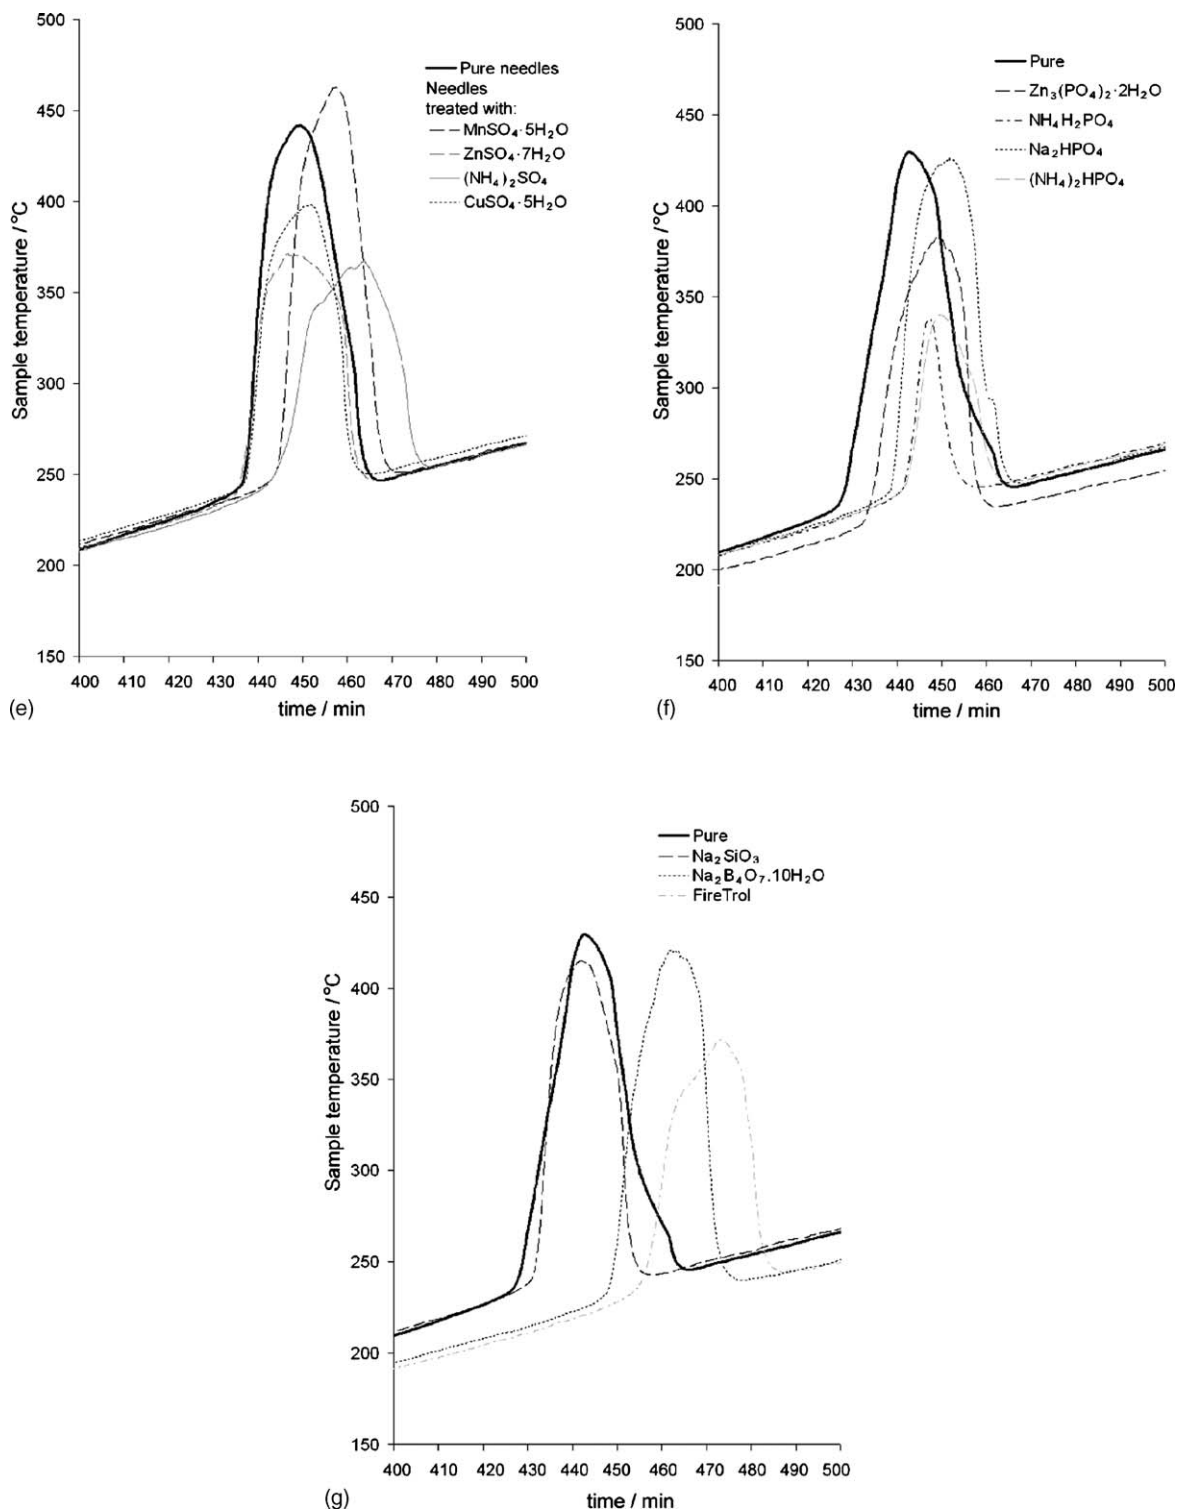 500
450
400
350
300
250
200
150
Sample temperature / °C
Pure needles
Needles
treated with:
MnSO₄·5H₂O
ZnSO₄·7H₂O
(NH₄)₂SO₄
CuSO₄·5H₂O
400 410 420 430 440 450 460 470 480 490 500
time / min
(e)
500
450
400
350
300
250
200
150
Sample temperature / °C
Pure
Zn₃(PO₄)₂·2H₂O
NH₄H₂PO₄
Na₂HPO₄
(NH₄)₂HPO₄
400 410 420 430 440 450 460 470 480 490 500
time / min
(f)
500
450
400
350
300
250
200
150
Sample temperature / °C
Pure
Na₂SiO₃
Na₂B₄O₇.10H₂O
FireTrol
400 410 420 430 440 450 460 470 480 490 500
time / min
(g)